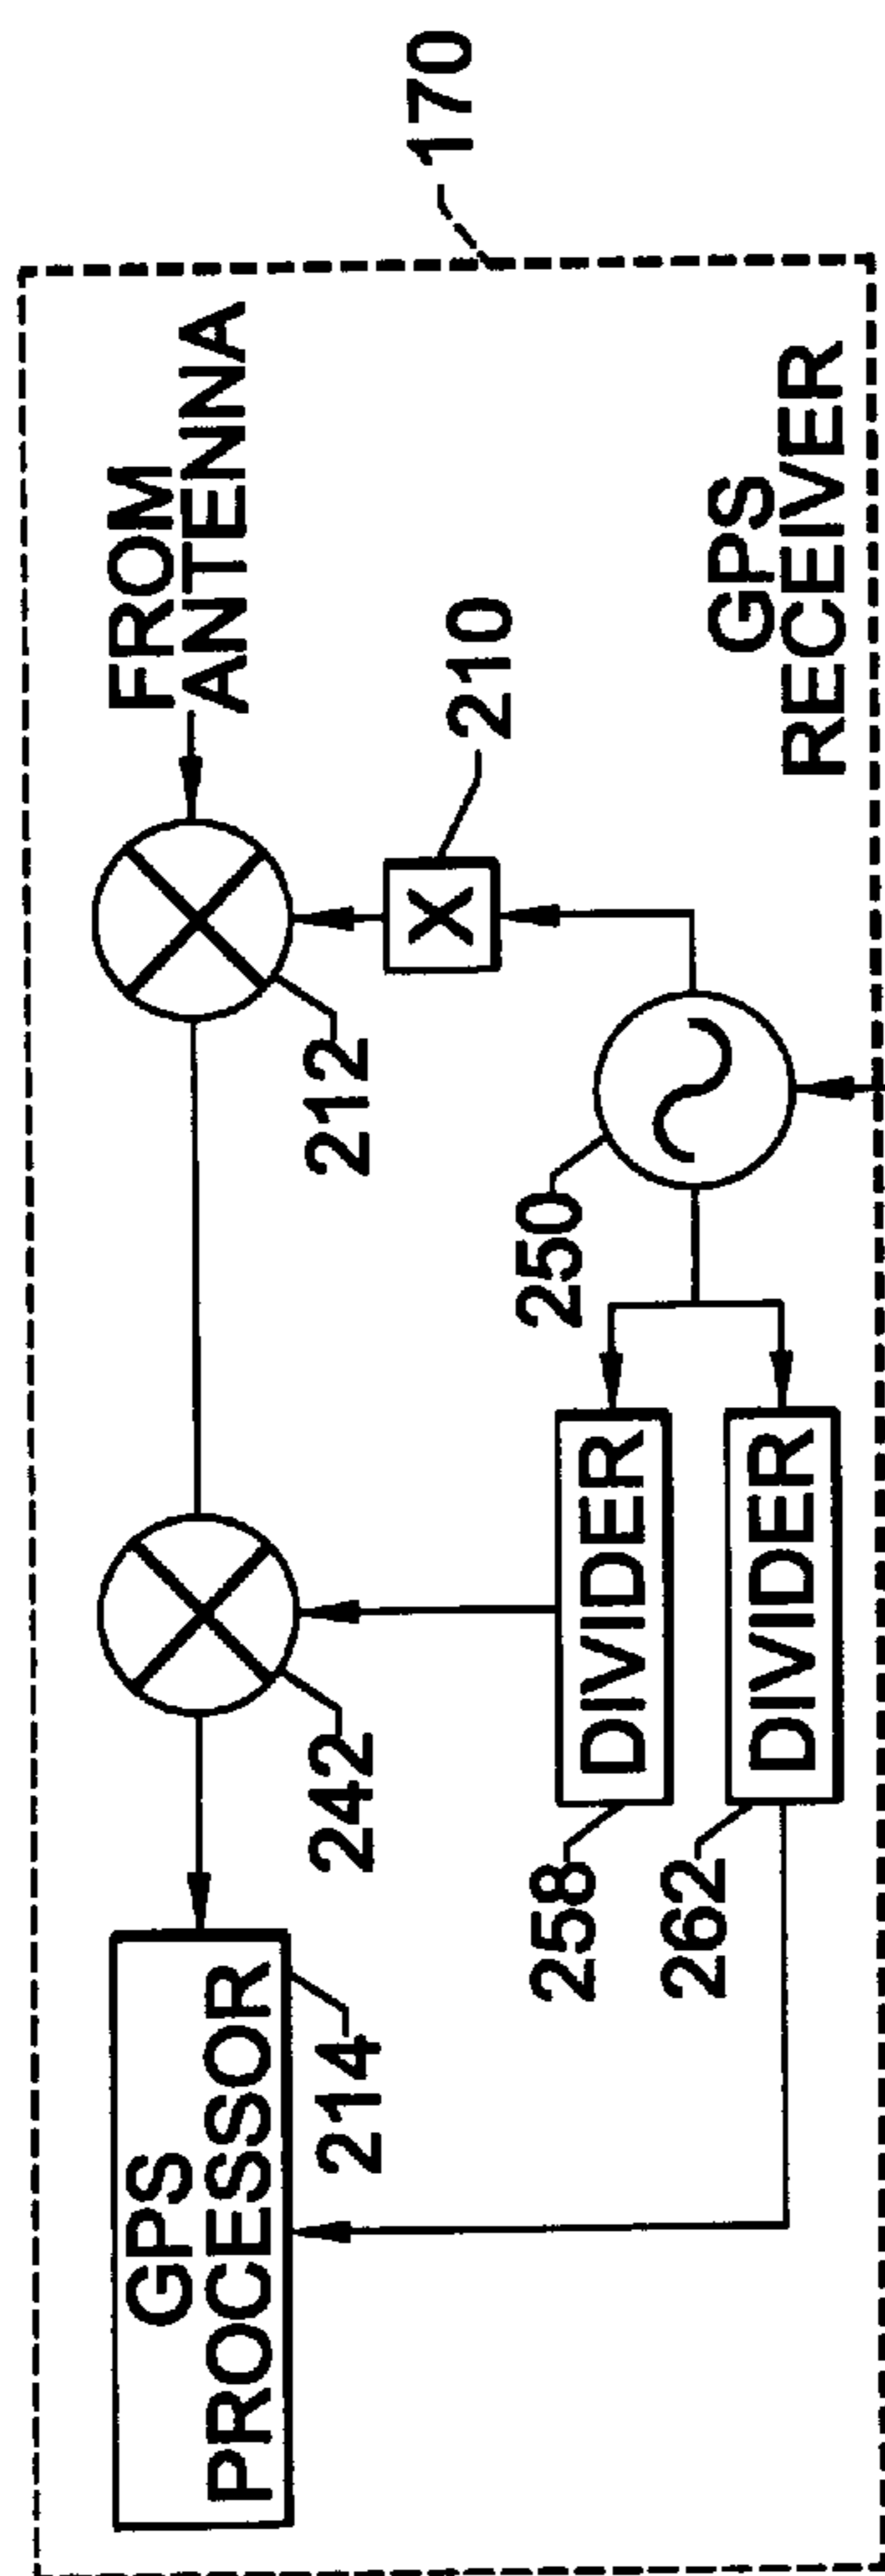 GPS
PROCESSOR
214
242
FROM
ANTENNA
212
X
210
250
258
DIVIDER
262
DIVIDER
GPS
RECEIVER
170